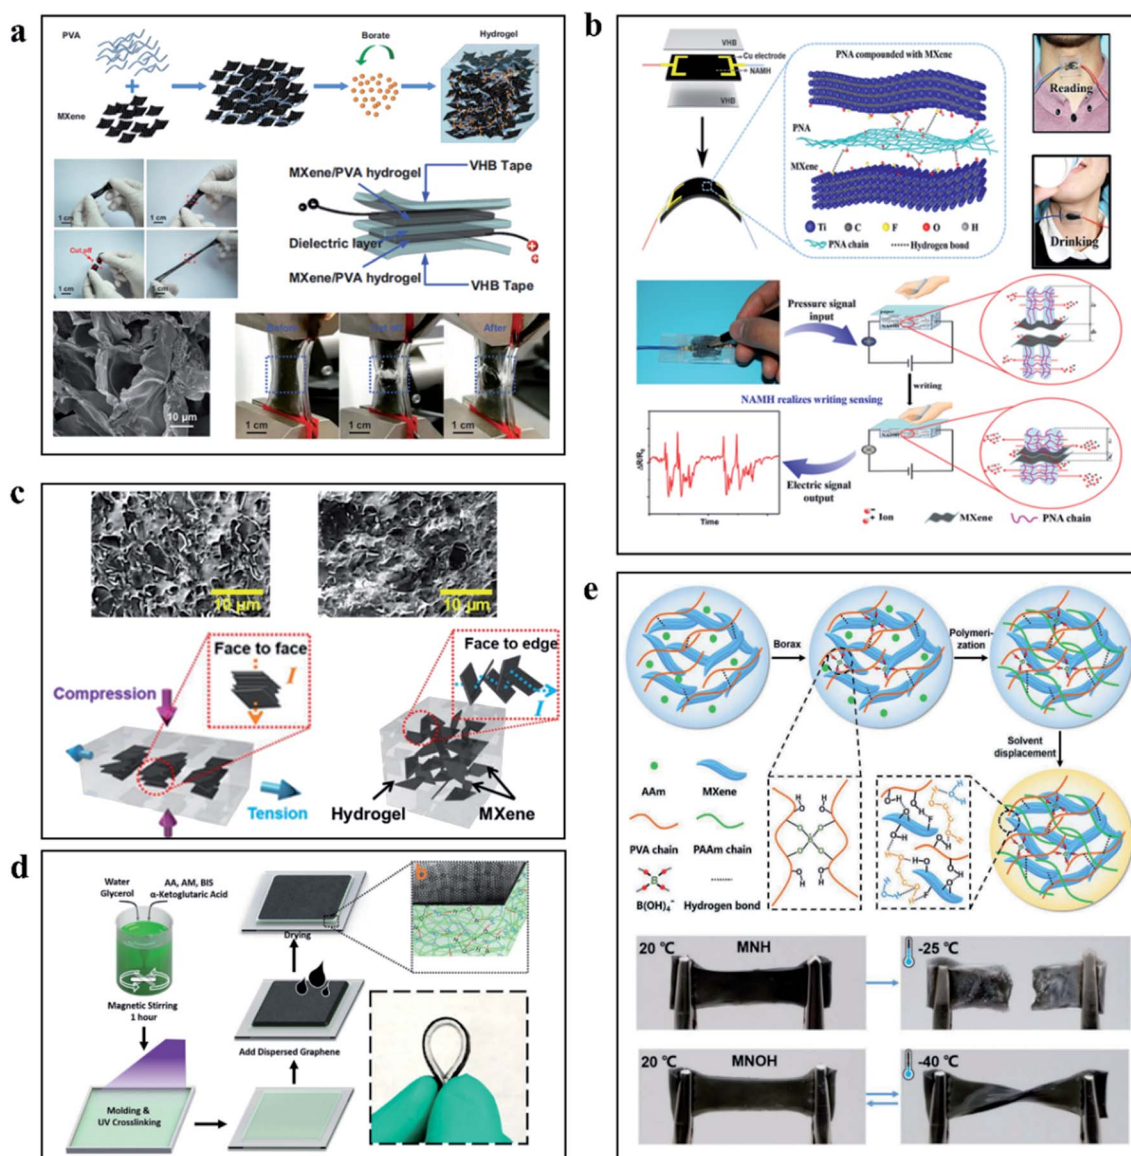 a
PVA
MXene
Borate
Hydrogel
1 cm
1 cm
Cut off
1 cm
1 cm
MXene/PVA hydrogel
VHB Tape
Dielectric layer
MXene/PVA hydrogel
VHB Tape
10 μm
Before
Cut off
After
1 cm
1 cm
1 cm
b
VHB
Cu electrode
NAMH
VHB
PNA compounded with MXene
PNA
MXene
Ti C F O H
PNA chain Hydrogen bond
Reading
Drinking
Pressure signal
input
paper
NAMH
writing
NAMH realizes writing sensing
ΔR/R0
Time
Electric signal
output
Ion MXene PNA chain
c
10 μm
10 μm
Face to face
I
Compression
Tension
Face to edge
I
Hydrogel
MXene
d
Water
Glycerol
AA, AM, BIS
α-Ketoglutaric Acid
Magnetic Stirring
1 hour
Molding &
UV Crosslinking
Add Dispersed Graphene
Drying
b
e
Borax
Polymeri-
zation
Solvent
displacement
AAm MXene
PVA chain PAAm chain
B
B(OH)₄⁻ Hydrogen bond
20 ℃ MNH
-25 ℃
20 ℃ MNOH
-40 ℃